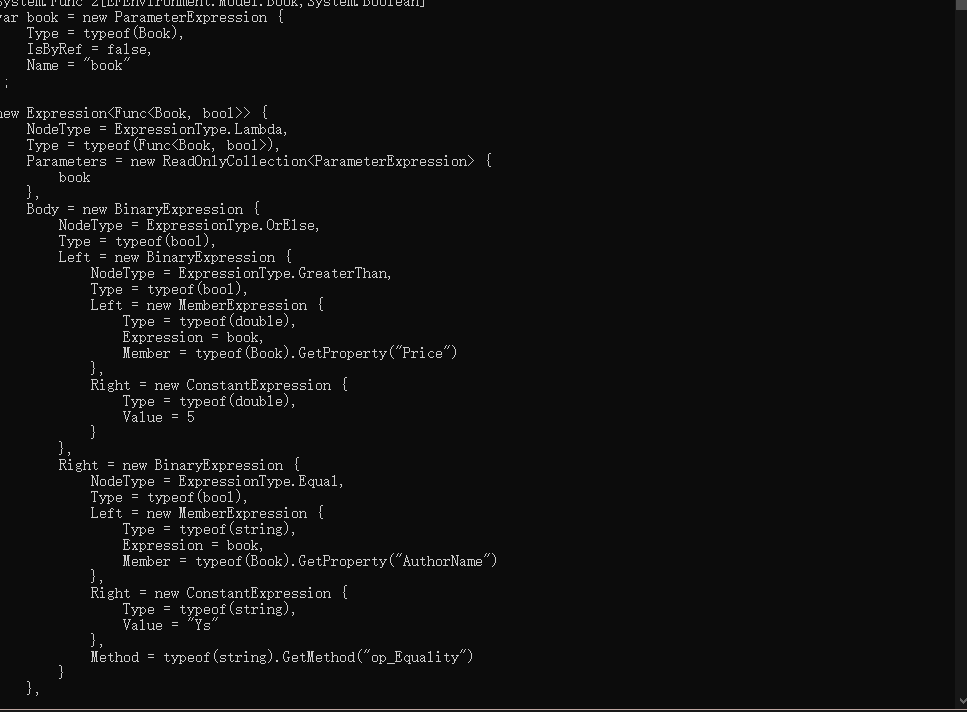 System.Func`2[EFEnvironment.Model.Book,System.Boolean]
var book = new ParameterExpression {
    Type = typeof(Book),
    IsByRef = false,
    Name = "book"
;
new Expression<Func<Book, bool>> {
    NodeType = ExpressionType.Lambda,
    Type = typeof(Func<Book, bool>),
    Parameters = new ReadOnlyCollection<ParameterExpression> {
        book
    },
    Body = new BinaryExpression {
        NodeType = ExpressionType.OrElse,
        Type = typeof(bool),
        Left = new BinaryExpression {
            NodeType = ExpressionType.GreaterThan,
            Type = typeof(bool),
            Left = new MemberExpression {
                Type = typeof(double),
                Expression = book,
                Member = typeof(Book).GetProperty("Price")
            },
            Right = new ConstantExpression {
                Type = typeof(double),
                Value = 5
            }
        },
        Right = new BinaryExpression {
            NodeType = ExpressionType.Equal,
            Type = typeof(bool),
            Left = new MemberExpression {
                Type = typeof(string),
                Expression = book,
                Member = typeof(Book).GetProperty("AuthorName")
            },
            Right = new ConstantExpression {
                Type = typeof(string),
                Value = "Ys"
            },
            Method = typeof(string).GetMethod("op_Equality")
        }
    },